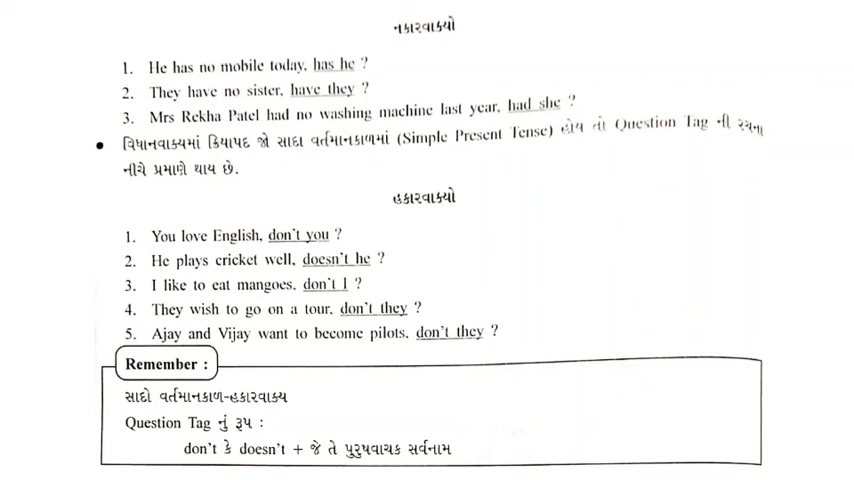 નકારવાક્યો
1. He has no mobile today, has he ?
2. They have no sister, have they ?
3. Mrs Rekha Patel had no washing machine last year, had she ?
• વિધાનવાક્યમાં ક્રિયાપદ જો સાદા વર્તમાનકાળમાં (Simple Present Tense) હોય તો Question Tag ની રચના
નીચે પ્રમાણે થાય છે.
હકારવાક્યો
1. You love English, don't you ?
2. He plays cricket well, doesn't he ?
3. I like to eat mangoes, don't I ?
4. They wish to go on a tour, don't they ?
5. Ajay and Vijay want to become pilots, don't they ?
Remember :
સાદો વર્તમાનકાળ-હકારવાક્ય
Question Tag નું રૂપ :
don't કે doesn't + જે તે પુરુષવાચક સર્વનામ